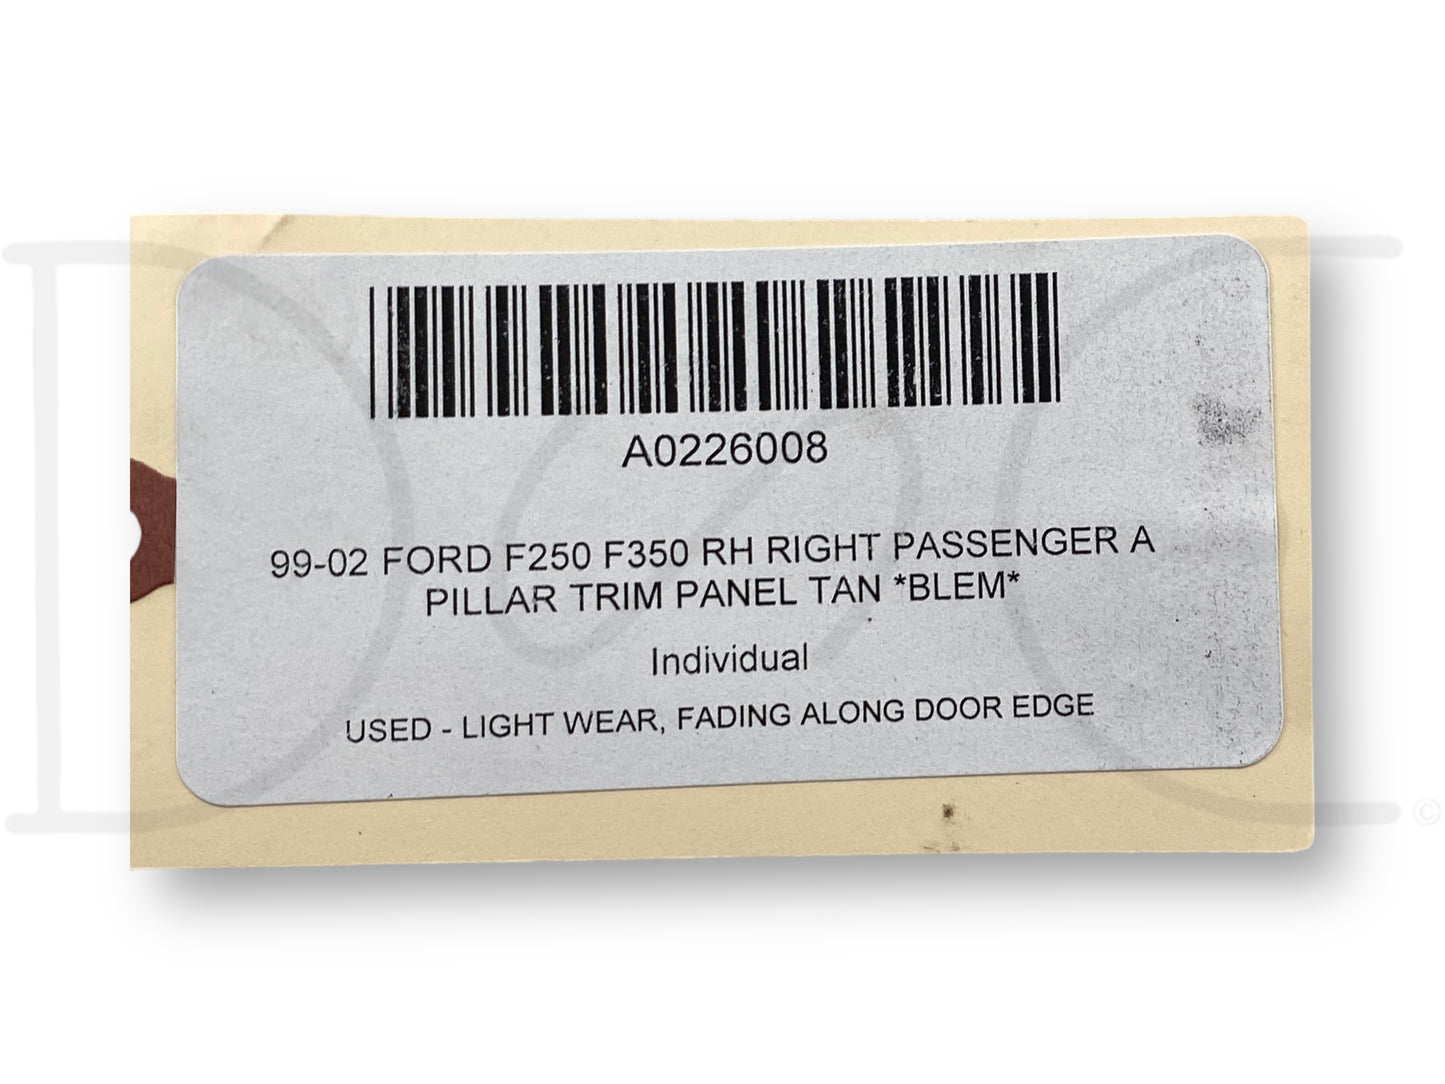 A0226008
99-02 FORD F250 F350 RH RIGHT PASSENGER A
PILLAR TRIM PANEL TAN *BLEM*
Individual
USED - LIGHT WEAR, FADING ALONG DOOR EDGE
©